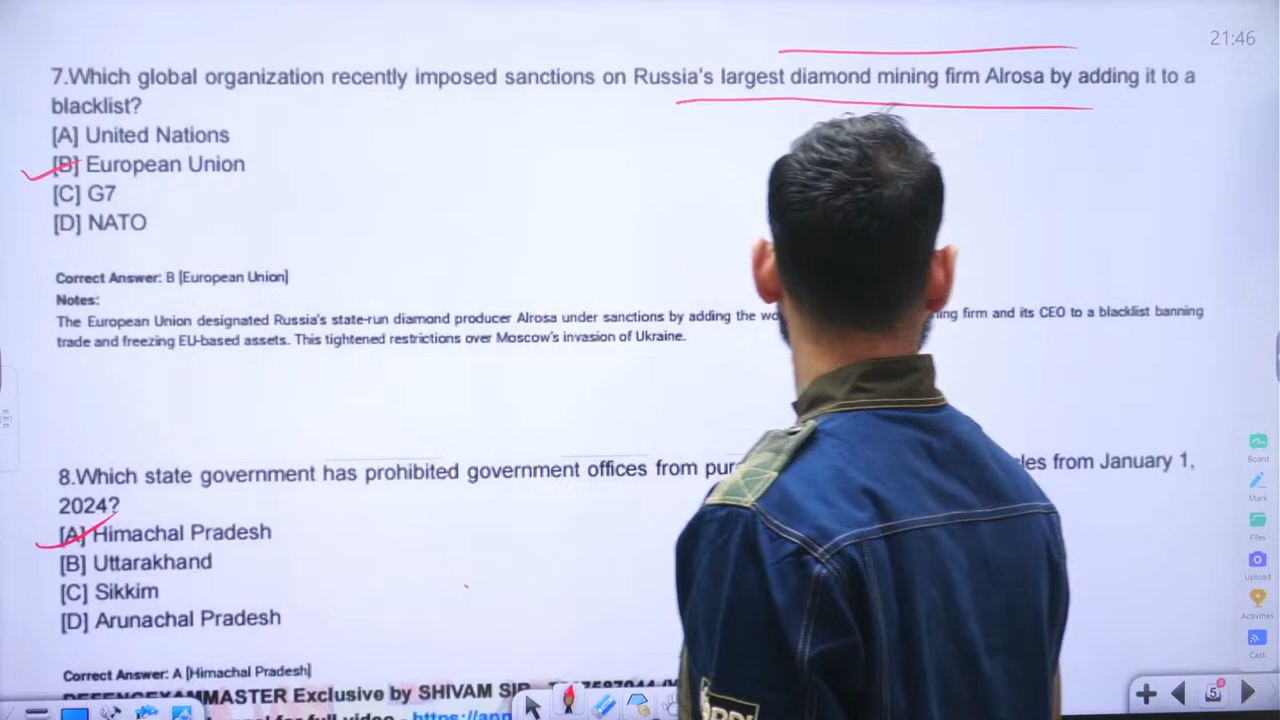 21:46
7.Which global organization recently imposed sanctions on Russia's largest diamond mining firm Alrosa by adding it to a
blacklist?
[A] United Nations
[B] European Union
[C] G7
[D] NATO
Correct Answer: B [European Union]
Notes:
The European Union designated Russia's state-run diamond producer Alrosa under sanctions by adding the firm and its CEO to a blacklist banning
trade and freezing EU-based assets. This tightened restrictions over Moscow's invasion of Ukraine.
8.Which state government has prohibited government offices from from January 1,
2024?
[A] Himachal Pradesh
[B] Uttarakhand
[C] Sikkim
[D] Arunachal Pradesh
Correct Answer: A [Himachal Pradesh]
Exclusive by SHIVAM SIR
Board
Mark
Files
Upload
Activities
Cast
5